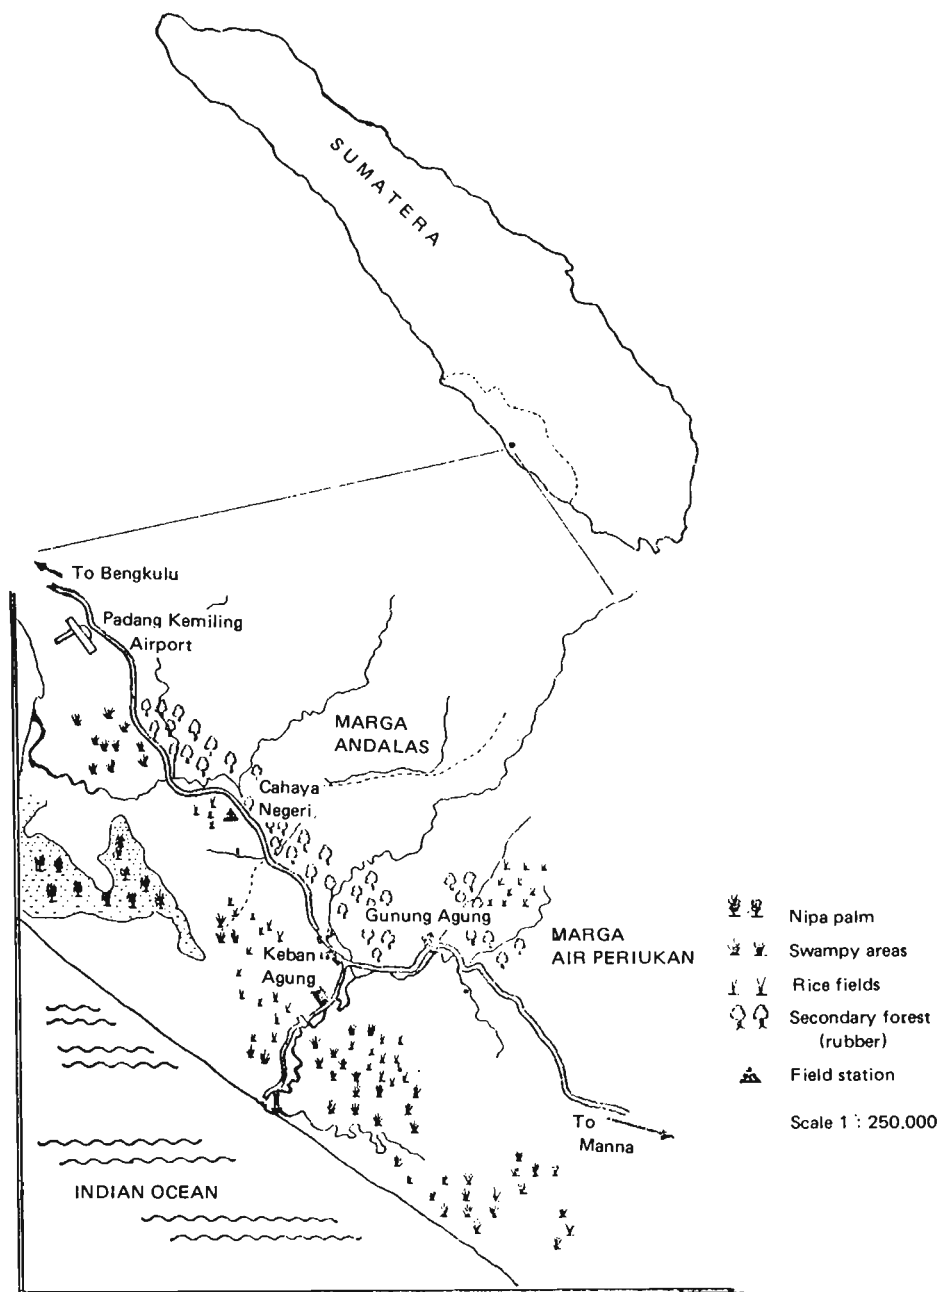 SUMATERA
To Bengkulu
Padang Kemiling
Airport
MARGA
ANDALAS
Cahaya
Negeri
Gunung Agung
MARGA
AIR PERIUKAN
Keban
Agung
To
Manna
INDIAN OCEAN
Nipa palm
Swampy areas
Rice fields
Secondary forest
(rubber)
Field station
Scale 1 : 250.000